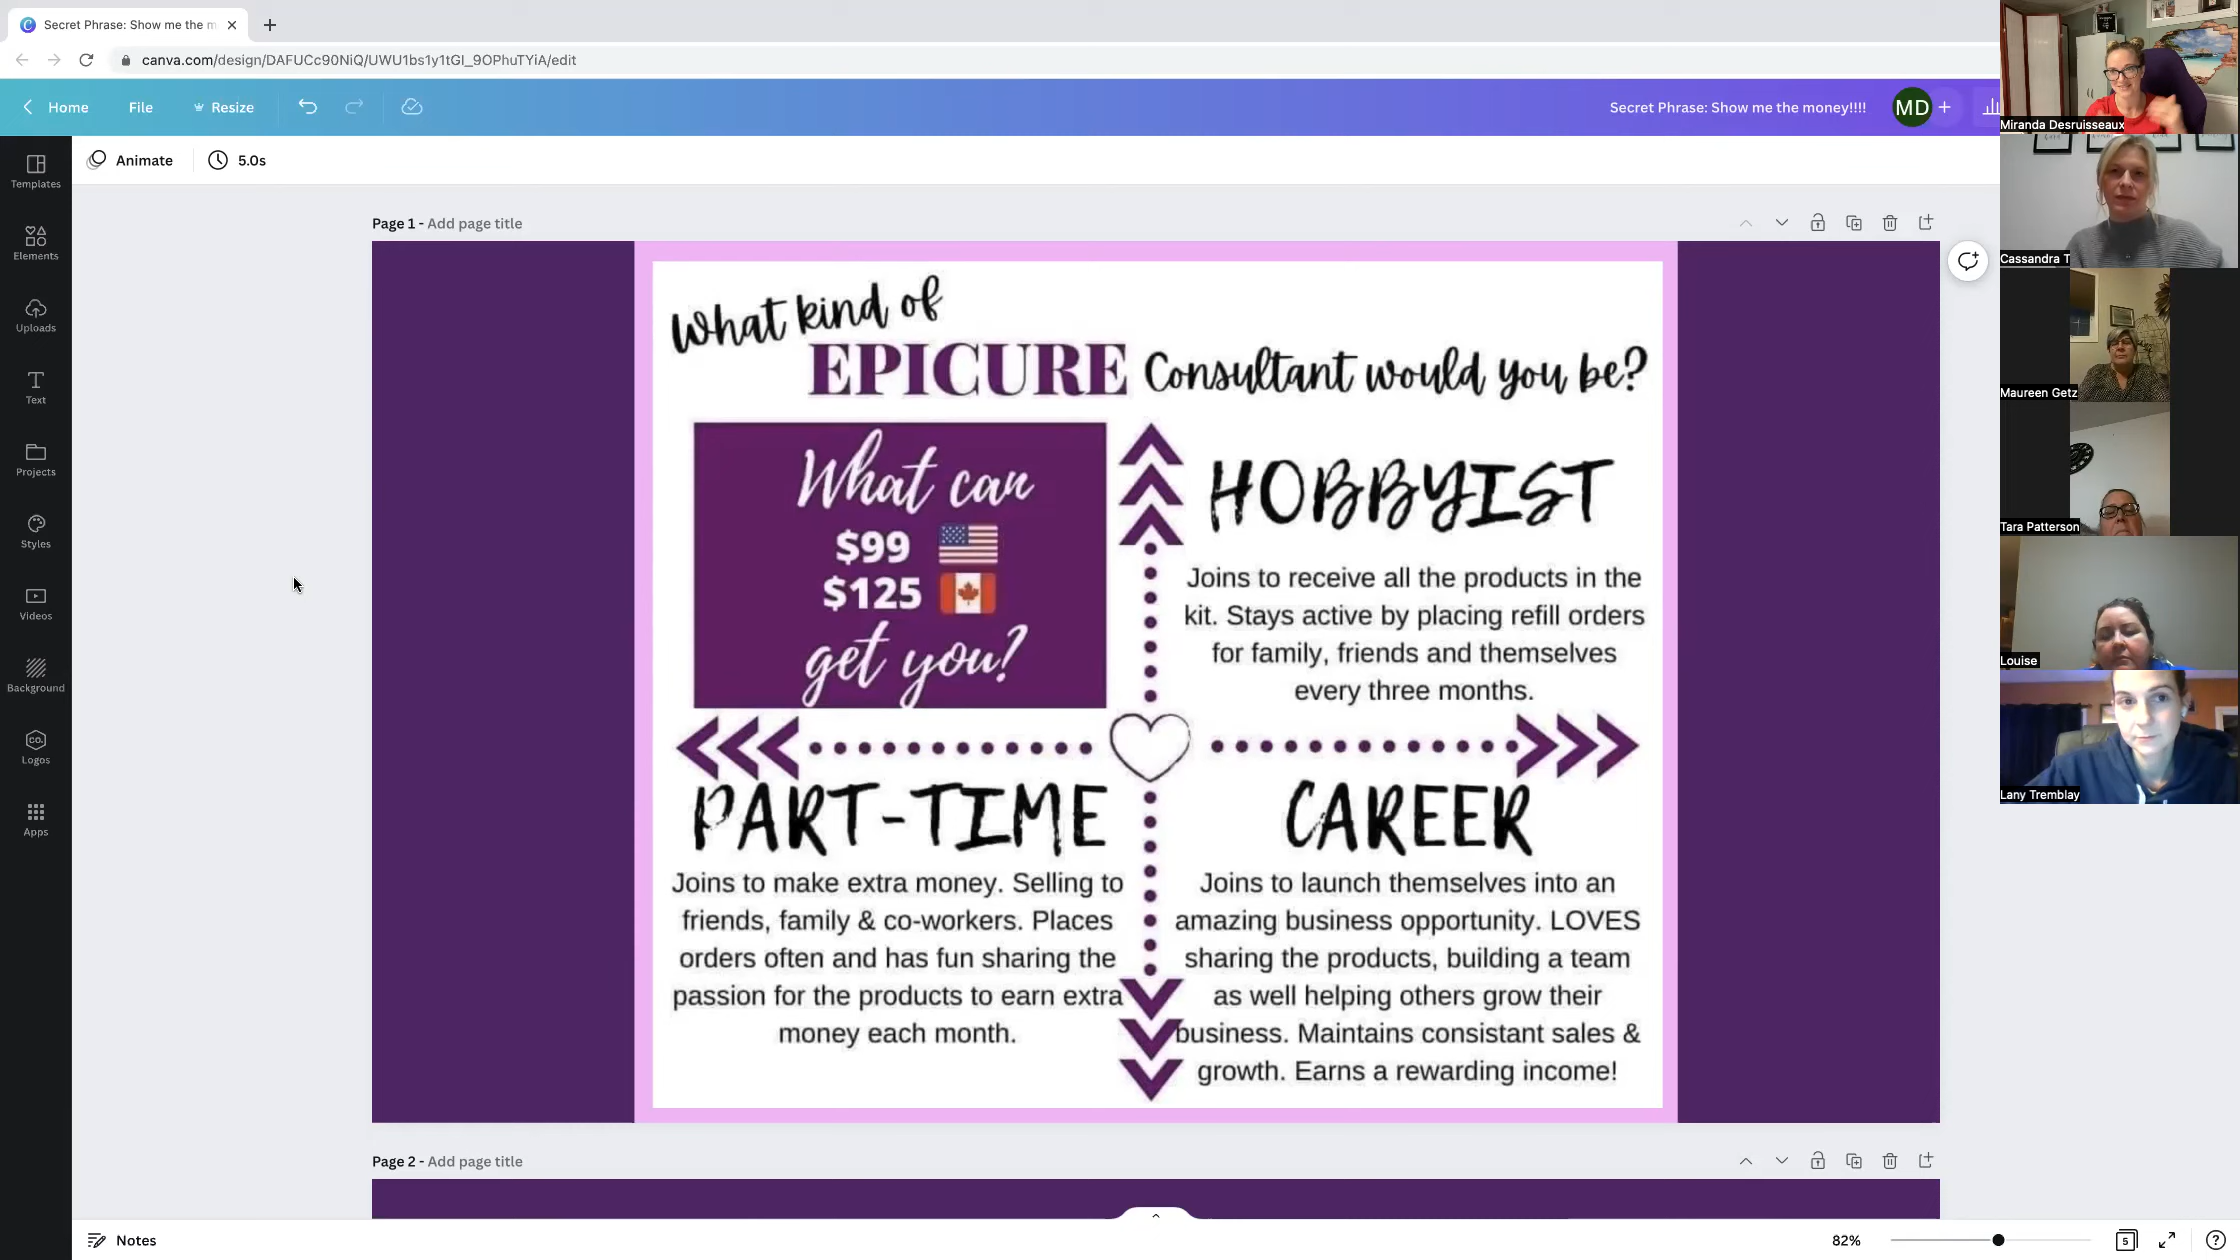 Secret Phrase: Show me the m
canva.com/design/DAFUCc90NiQ/UWU1bs1y1tGI_9OPhuTYiA/edit
Home File Resize
Secret Phrase: Show me the money!!!!
MD
Animate 5.0s
Templates
Elements
Uploads
Text
Projects
Styles
Videos
Background
CO.
Logos
Apps
Page 1 - Add page title
What kind of
EPICURE Consultant would you be?
What can
$99
$125
get you?
HOBBYIST
Joins to receive all the products in the
kit. Stays active by placing refill orders
for family, friends and themselves
every three months.
PART-TIME
Joins to make extra money. Selling to
friends, family & co-workers. Places
orders often and has fun sharing the
passion for the products to earn extra
money each month.
CAREER
Joins to launch themselves into an
amazing business opportunity. LOVES
sharing the products, building a team
as well helping others grow their
business. Maintains consistant sales &
growth. Earns a rewarding income!
Page 2 - Add page title
Notes
82%
5
Miranda Desruisseaux
Cassandra T
Maureen Getz
Tara Patterson
Louise
Lany Tremblay